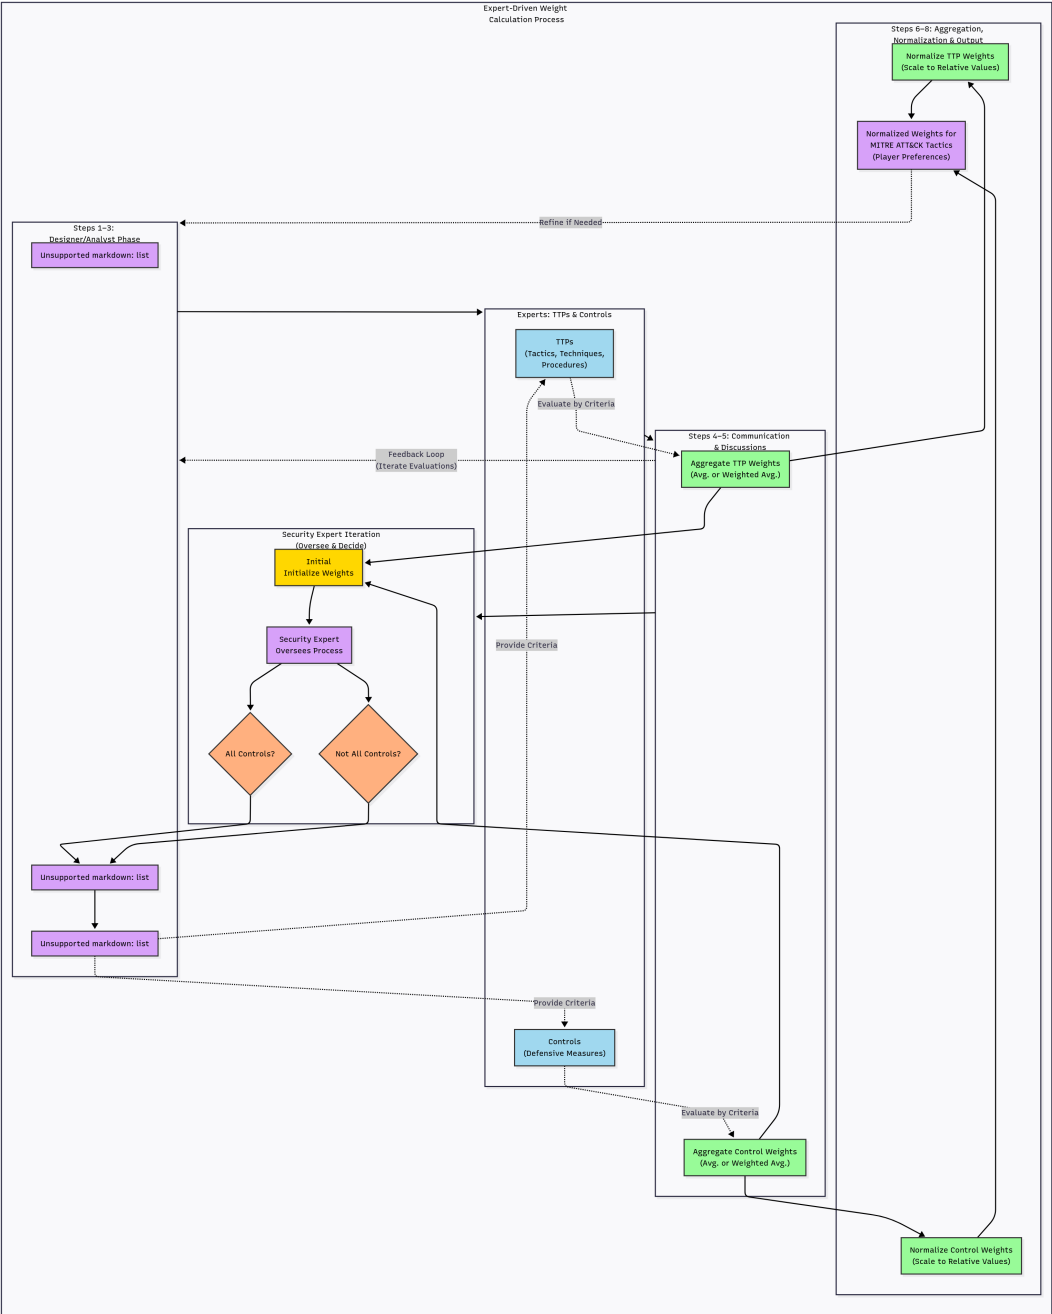 Expert-Driven Weight
Calculation Process
Steps 6–8: Aggregation,
Normalization & Output
Normalize TTP Weights
(Scale to Relative Values)
Normalized Weights for
MITRE ATT&CK Tactics
(Player Preferences)
Refine if Needed
Steps 1–3:
Designer/Analyst Phase
Unsupported markdown: list
Experts: TTPs & Controls
TTPs
(Tactics, Techniques,
Procedures)
Evaluate by Criteria
Steps 4–5: Communication
& Discussions
Aggregate TTP Weights
(Avg. or Weighted Avg.)
Feedback Loop
(Iterate Evaluations)
Security Expert Iteration
(Oversee & Decide)
Initial
Initialize Weights
Security Expert
Oversees Process
Provide Criteria
All Controls?
Not All Controls?
Unsupported markdown: list
Unsupported markdown: list
Provide Criteria
Controls
(Defensive Measures)
Evaluate by Criteria
Aggregate Control Weights
(Avg. or Weighted Avg.)
Normalize Control Weights
(Scale to Relative Values)